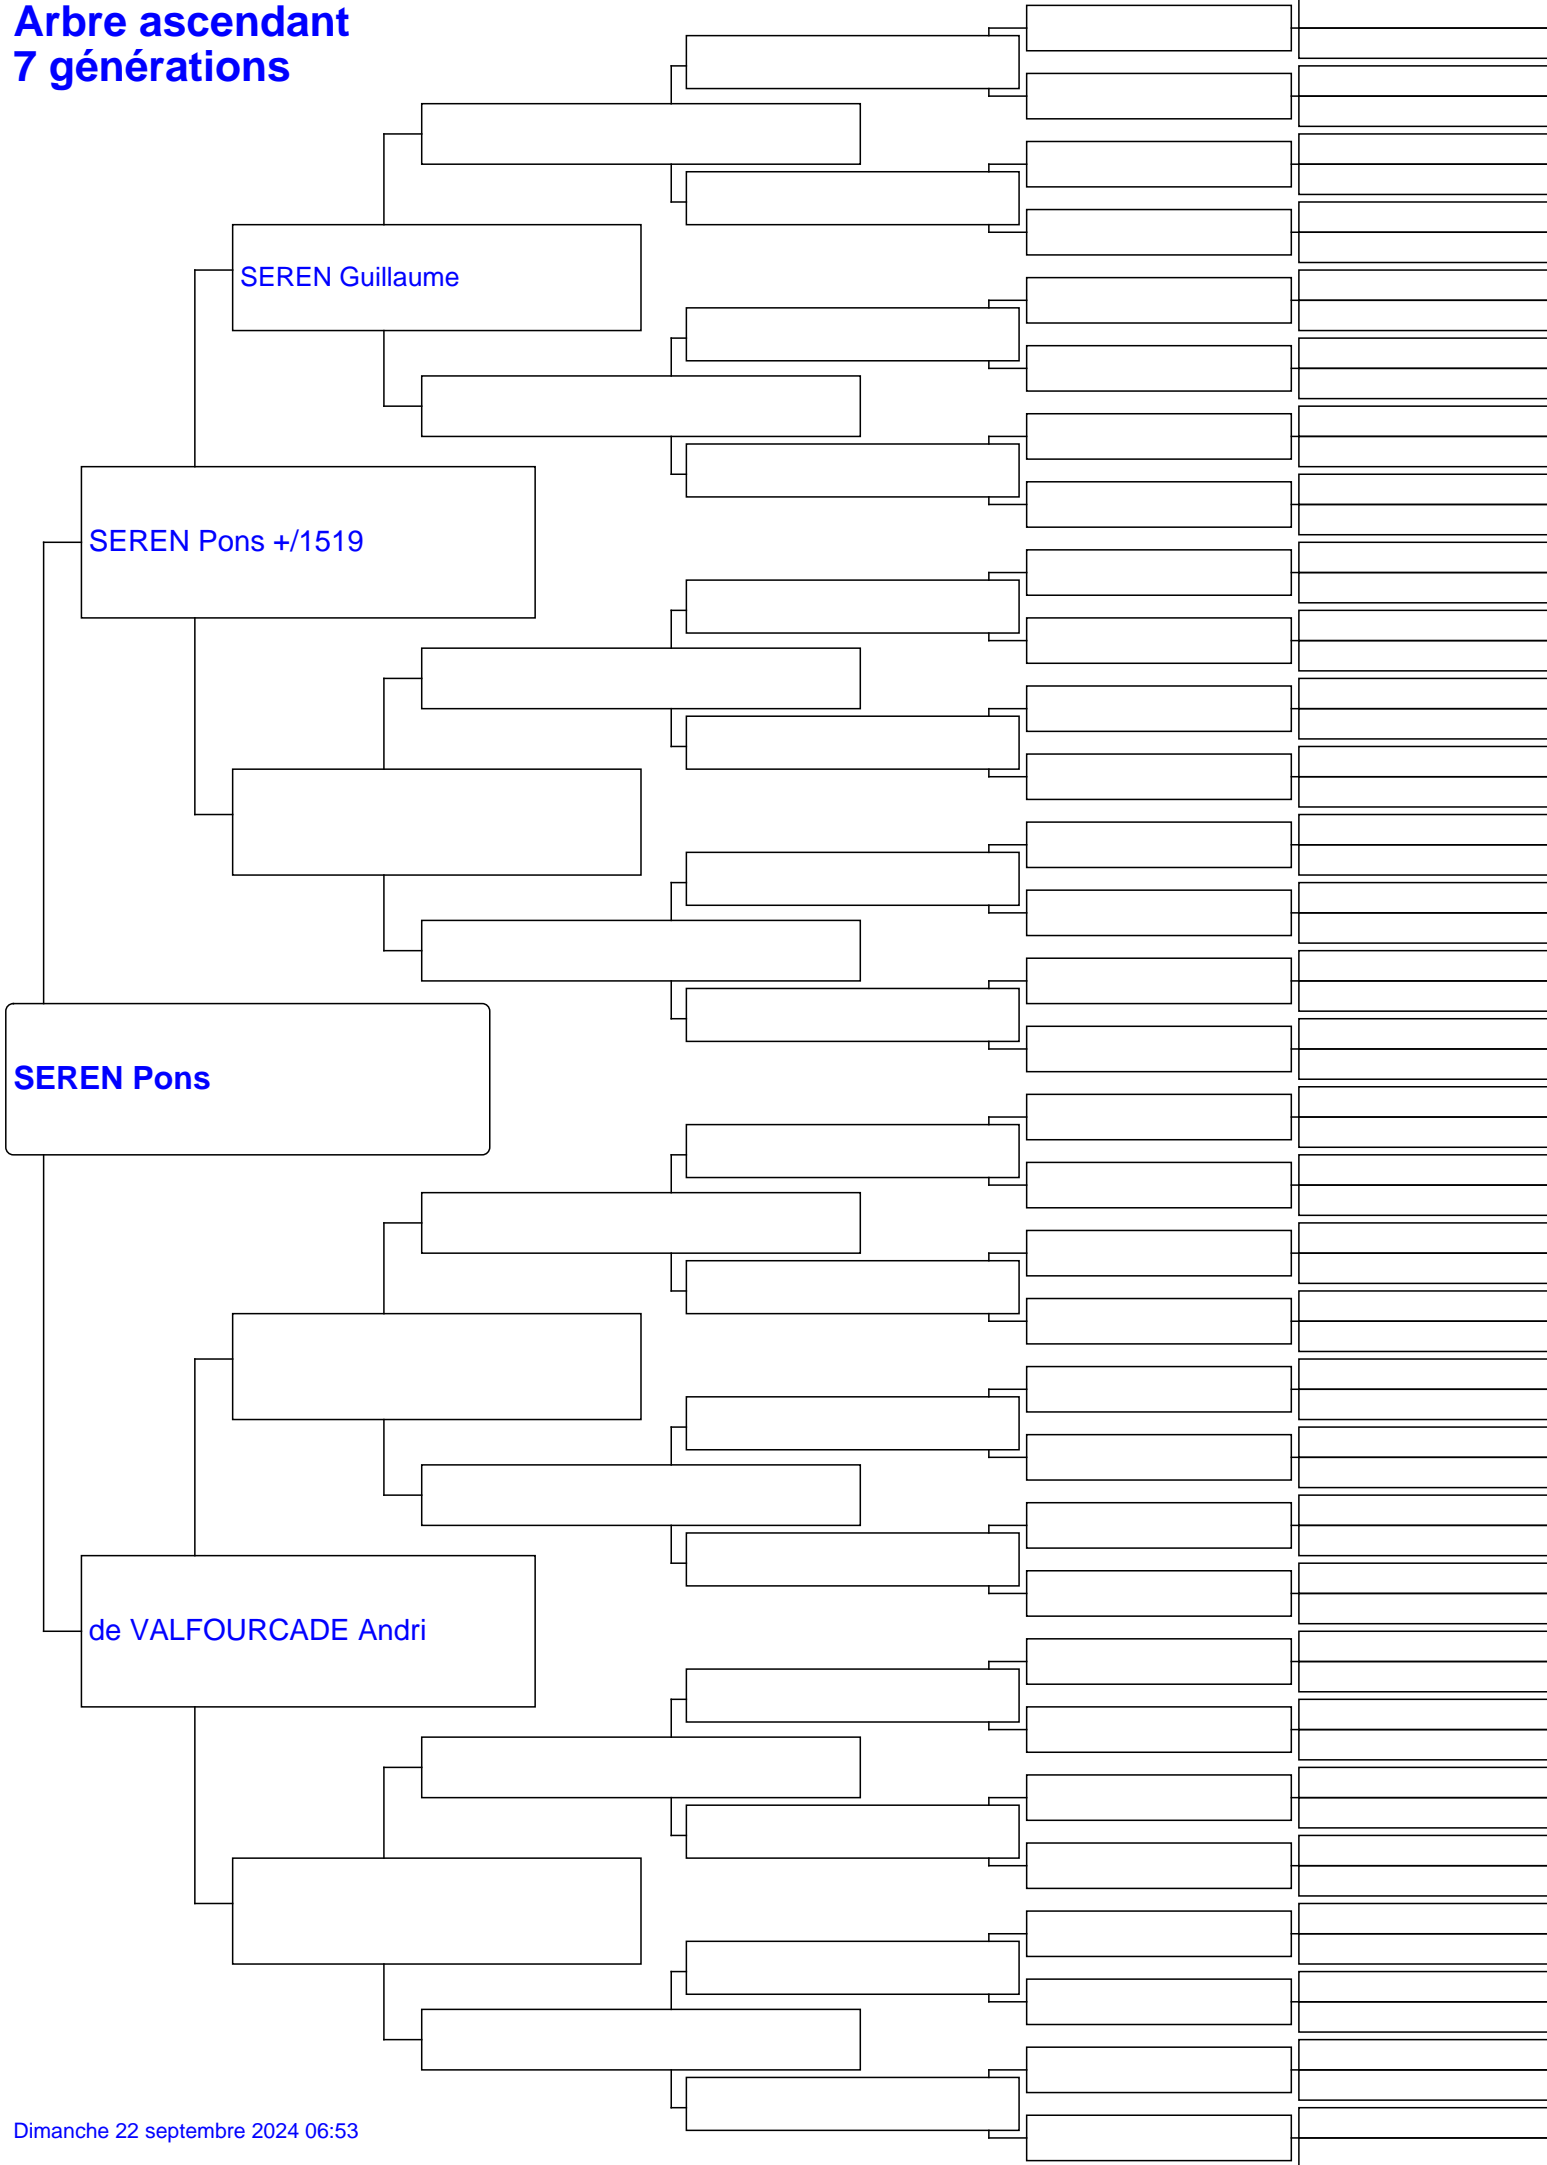 Arbre ascendant
7 générations
SEREN Guillaume
SEREN Pons +/1519
SEREN Pons
de VALFOURCADE Andri
Dimanche 22 septembre 2024 06:53